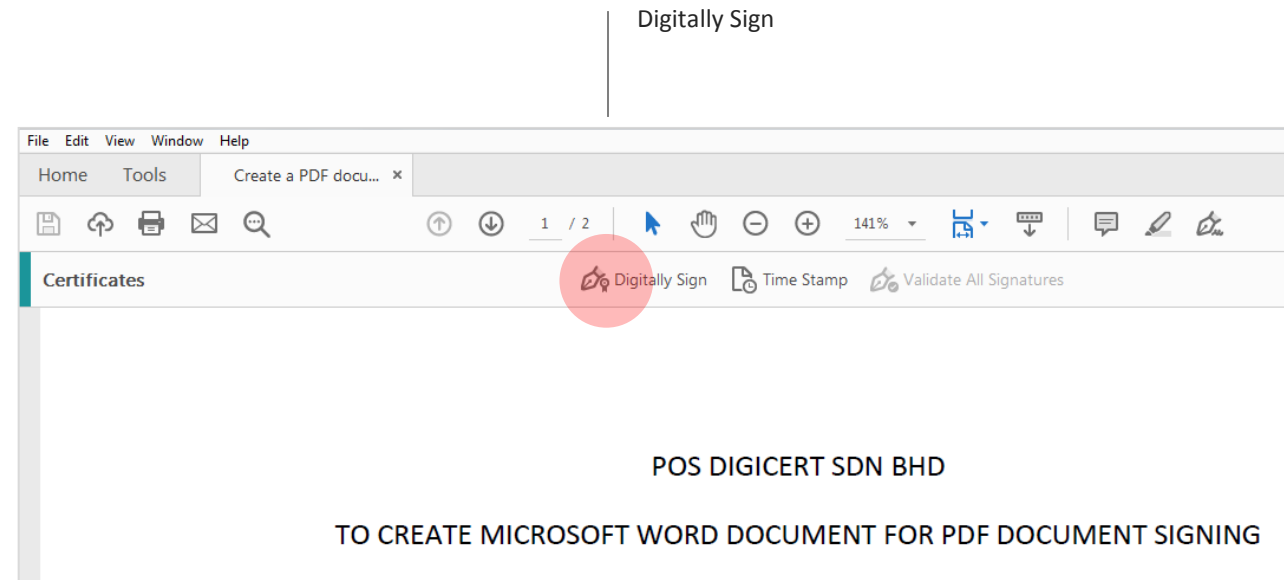 Digitally Sign
File Edit View Window Help
Home Tools Create a PDF docu... ×
1 / 2 141%
Certificates Digitally Sign Time Stamp Validate All Signatures
POS DIGICERT SDN BHD
TO CREATE MICROSOFT WORD DOCUMENT FOR PDF DOCUMENT SIGNING